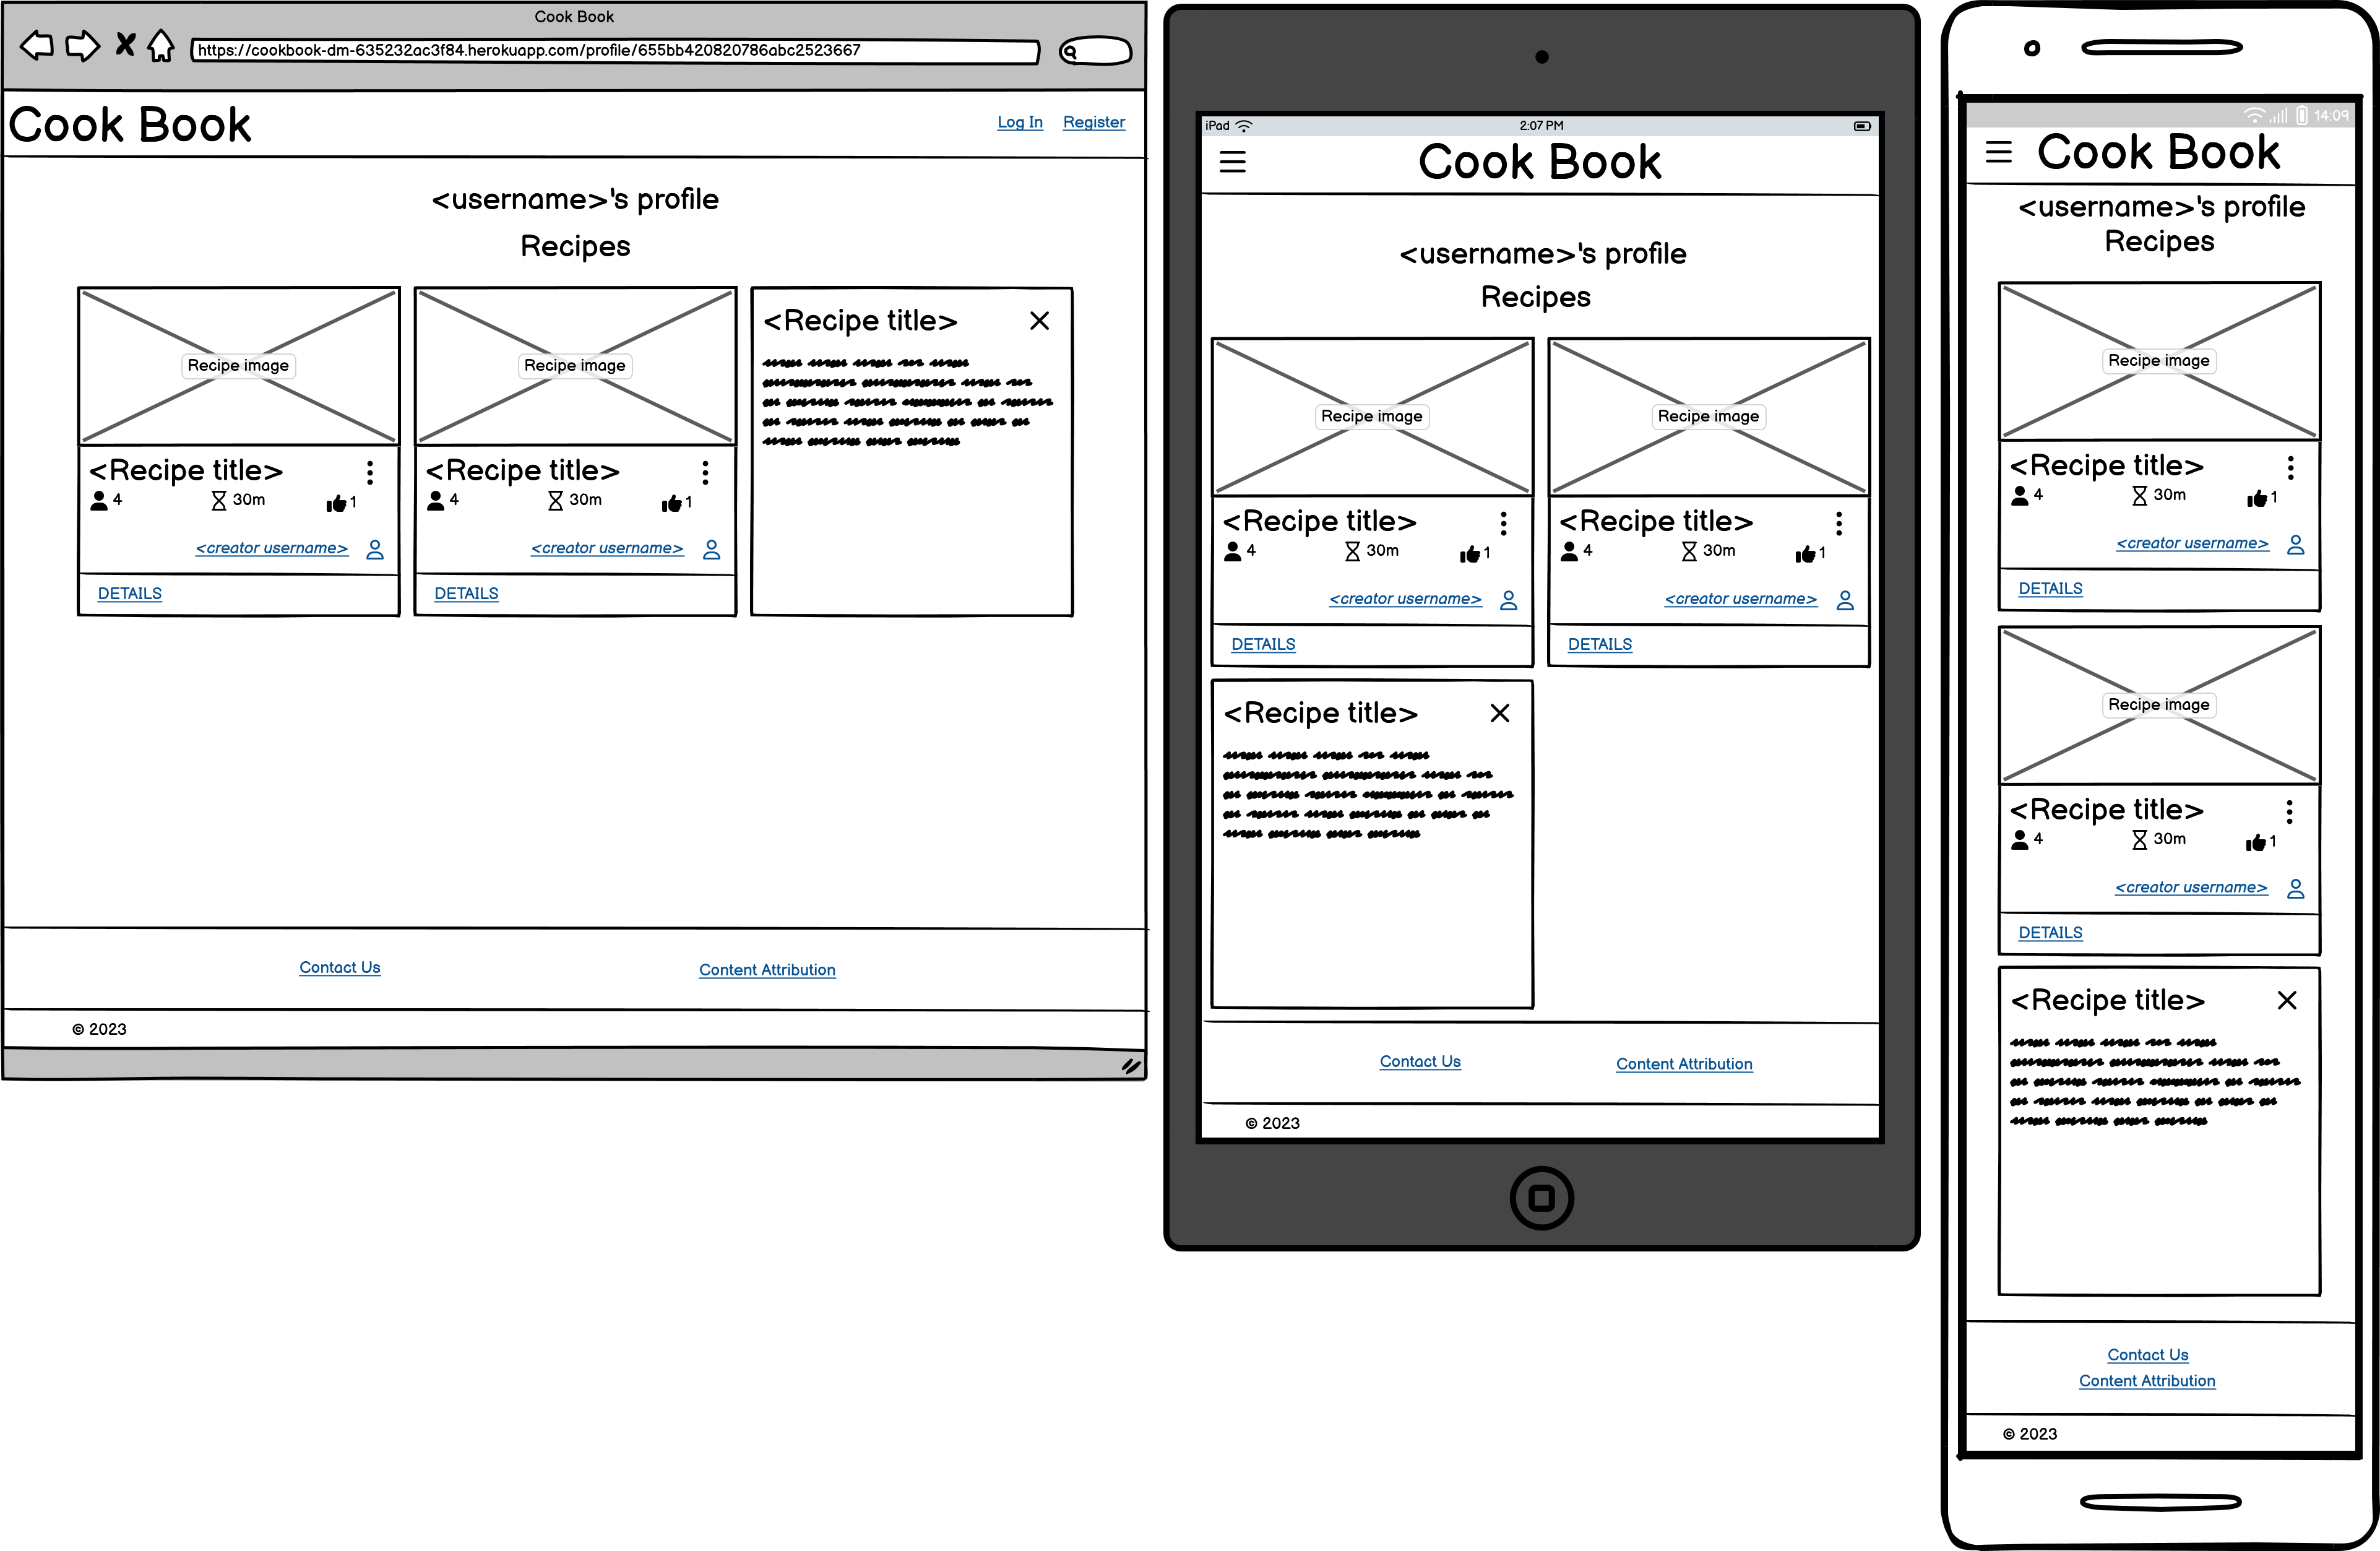 Cook Book
https://cookbook-dm-635232ac3f84.herokuapp.com/profile/655bb420820786abc2523667
Cook Book
Log In Register
<username>'s profile
Recipes
Recipe image
<Recipe title>
4 30m 1
<creator username>
DETAILS
Recipe image
<Recipe title>
4 30m 1
<creator username>
DETAILS
<Recipe title>
Contact Us Content Attribution
© 2023
iPad 2:07 PM
Cook Book
<username>'s profile
Recipes
Recipe image
<Recipe title>
4 30m 1
<creator username>
DETAILS
Recipe image
<Recipe title>
4 30m 1
<creator username>
DETAILS
<Recipe title>
Contact Us Content Attribution
© 2023
14:09
Cook Book
<username>'s profile
Recipes
Recipe image
<Recipe title>
4 30m 1
<creator username>
DETAILS
Recipe image
<Recipe title>
4 30m 1
<creator username>
DETAILS
<Recipe title>
Contact Us
Content Attribution
© 2023